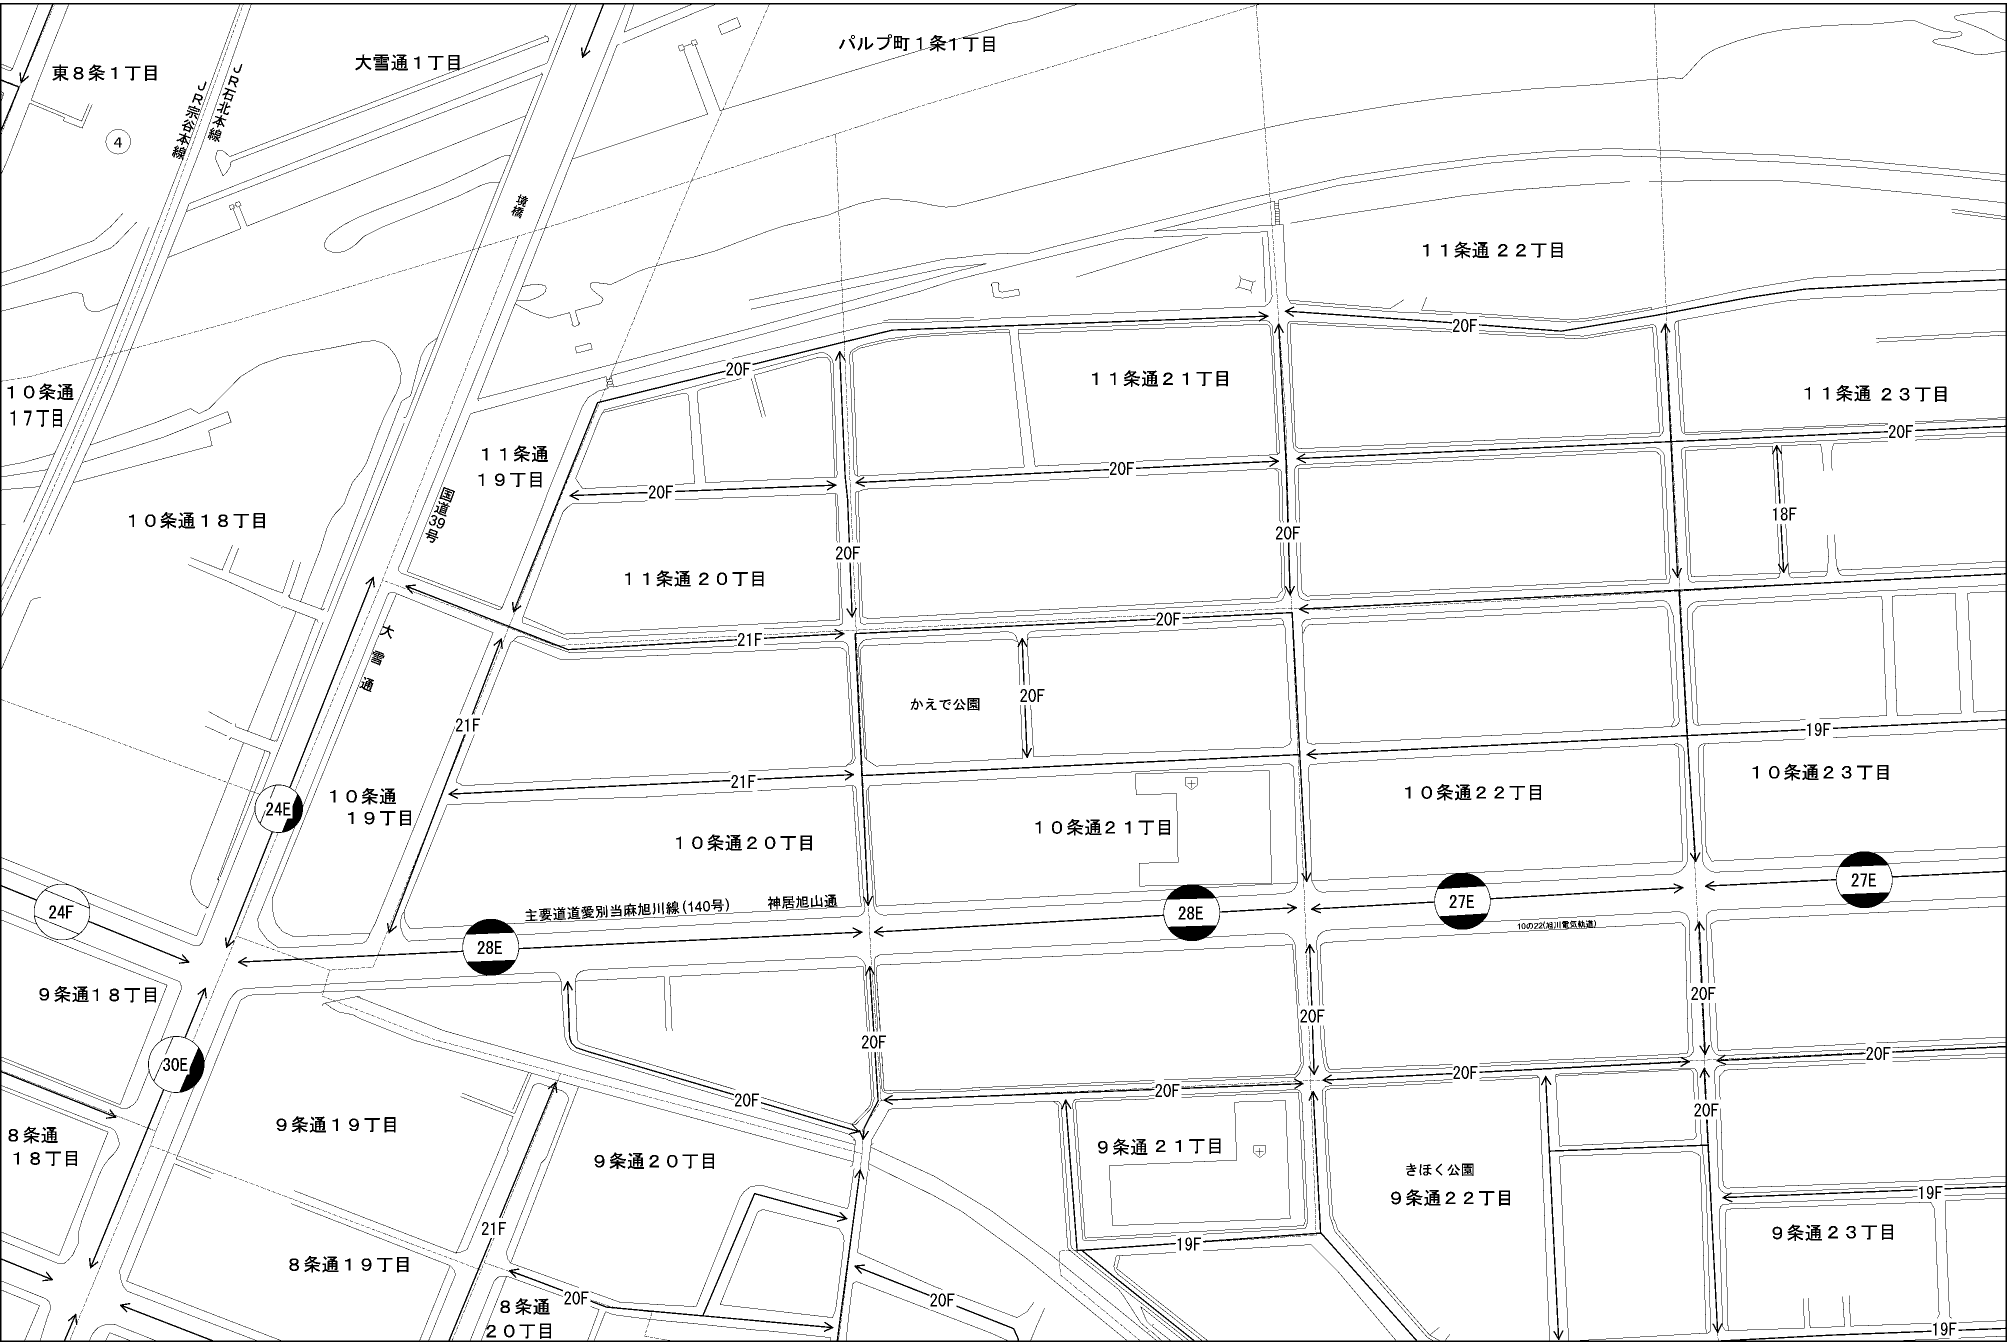 パルプ町１条１丁目
大雪通１丁目
東８条１丁目
ＪＲ石北本線
ＪＲ宗谷本線
4
境橋
１１条通２２丁目
20F
20F
20F
１１条通２１丁目
１０条通
１７丁目
１１条通２３丁目
20F
１１条通
１９丁目
20F
20F
国道39号
１０条通１８丁目
18F
20F
20F
１１条通２０丁目
20F
21F
大雪通
20F
かえで公園
21F
19F
１０条通２３丁目
21F
１０条通２２丁目
１０条通
１９丁目
24E
１０条通２１丁目
１０条通２０丁目
27E
27E
主要道道愛別当麻旭川線(140号)
神居旭山通
28E
24F
10の22(旭川電気軌道)
28E
９条通１８丁目
20F
20F
20F
20F
30E
20F
20F
20F
20F
９条通１９丁目
８条通
１８丁目
９条通２１丁目
９条通２０丁目
きほく公園
９条通２２丁目
19F
21F
９条通２３丁目
19F
８条通１９丁目
20F
20F
８条通
２０丁目
19F